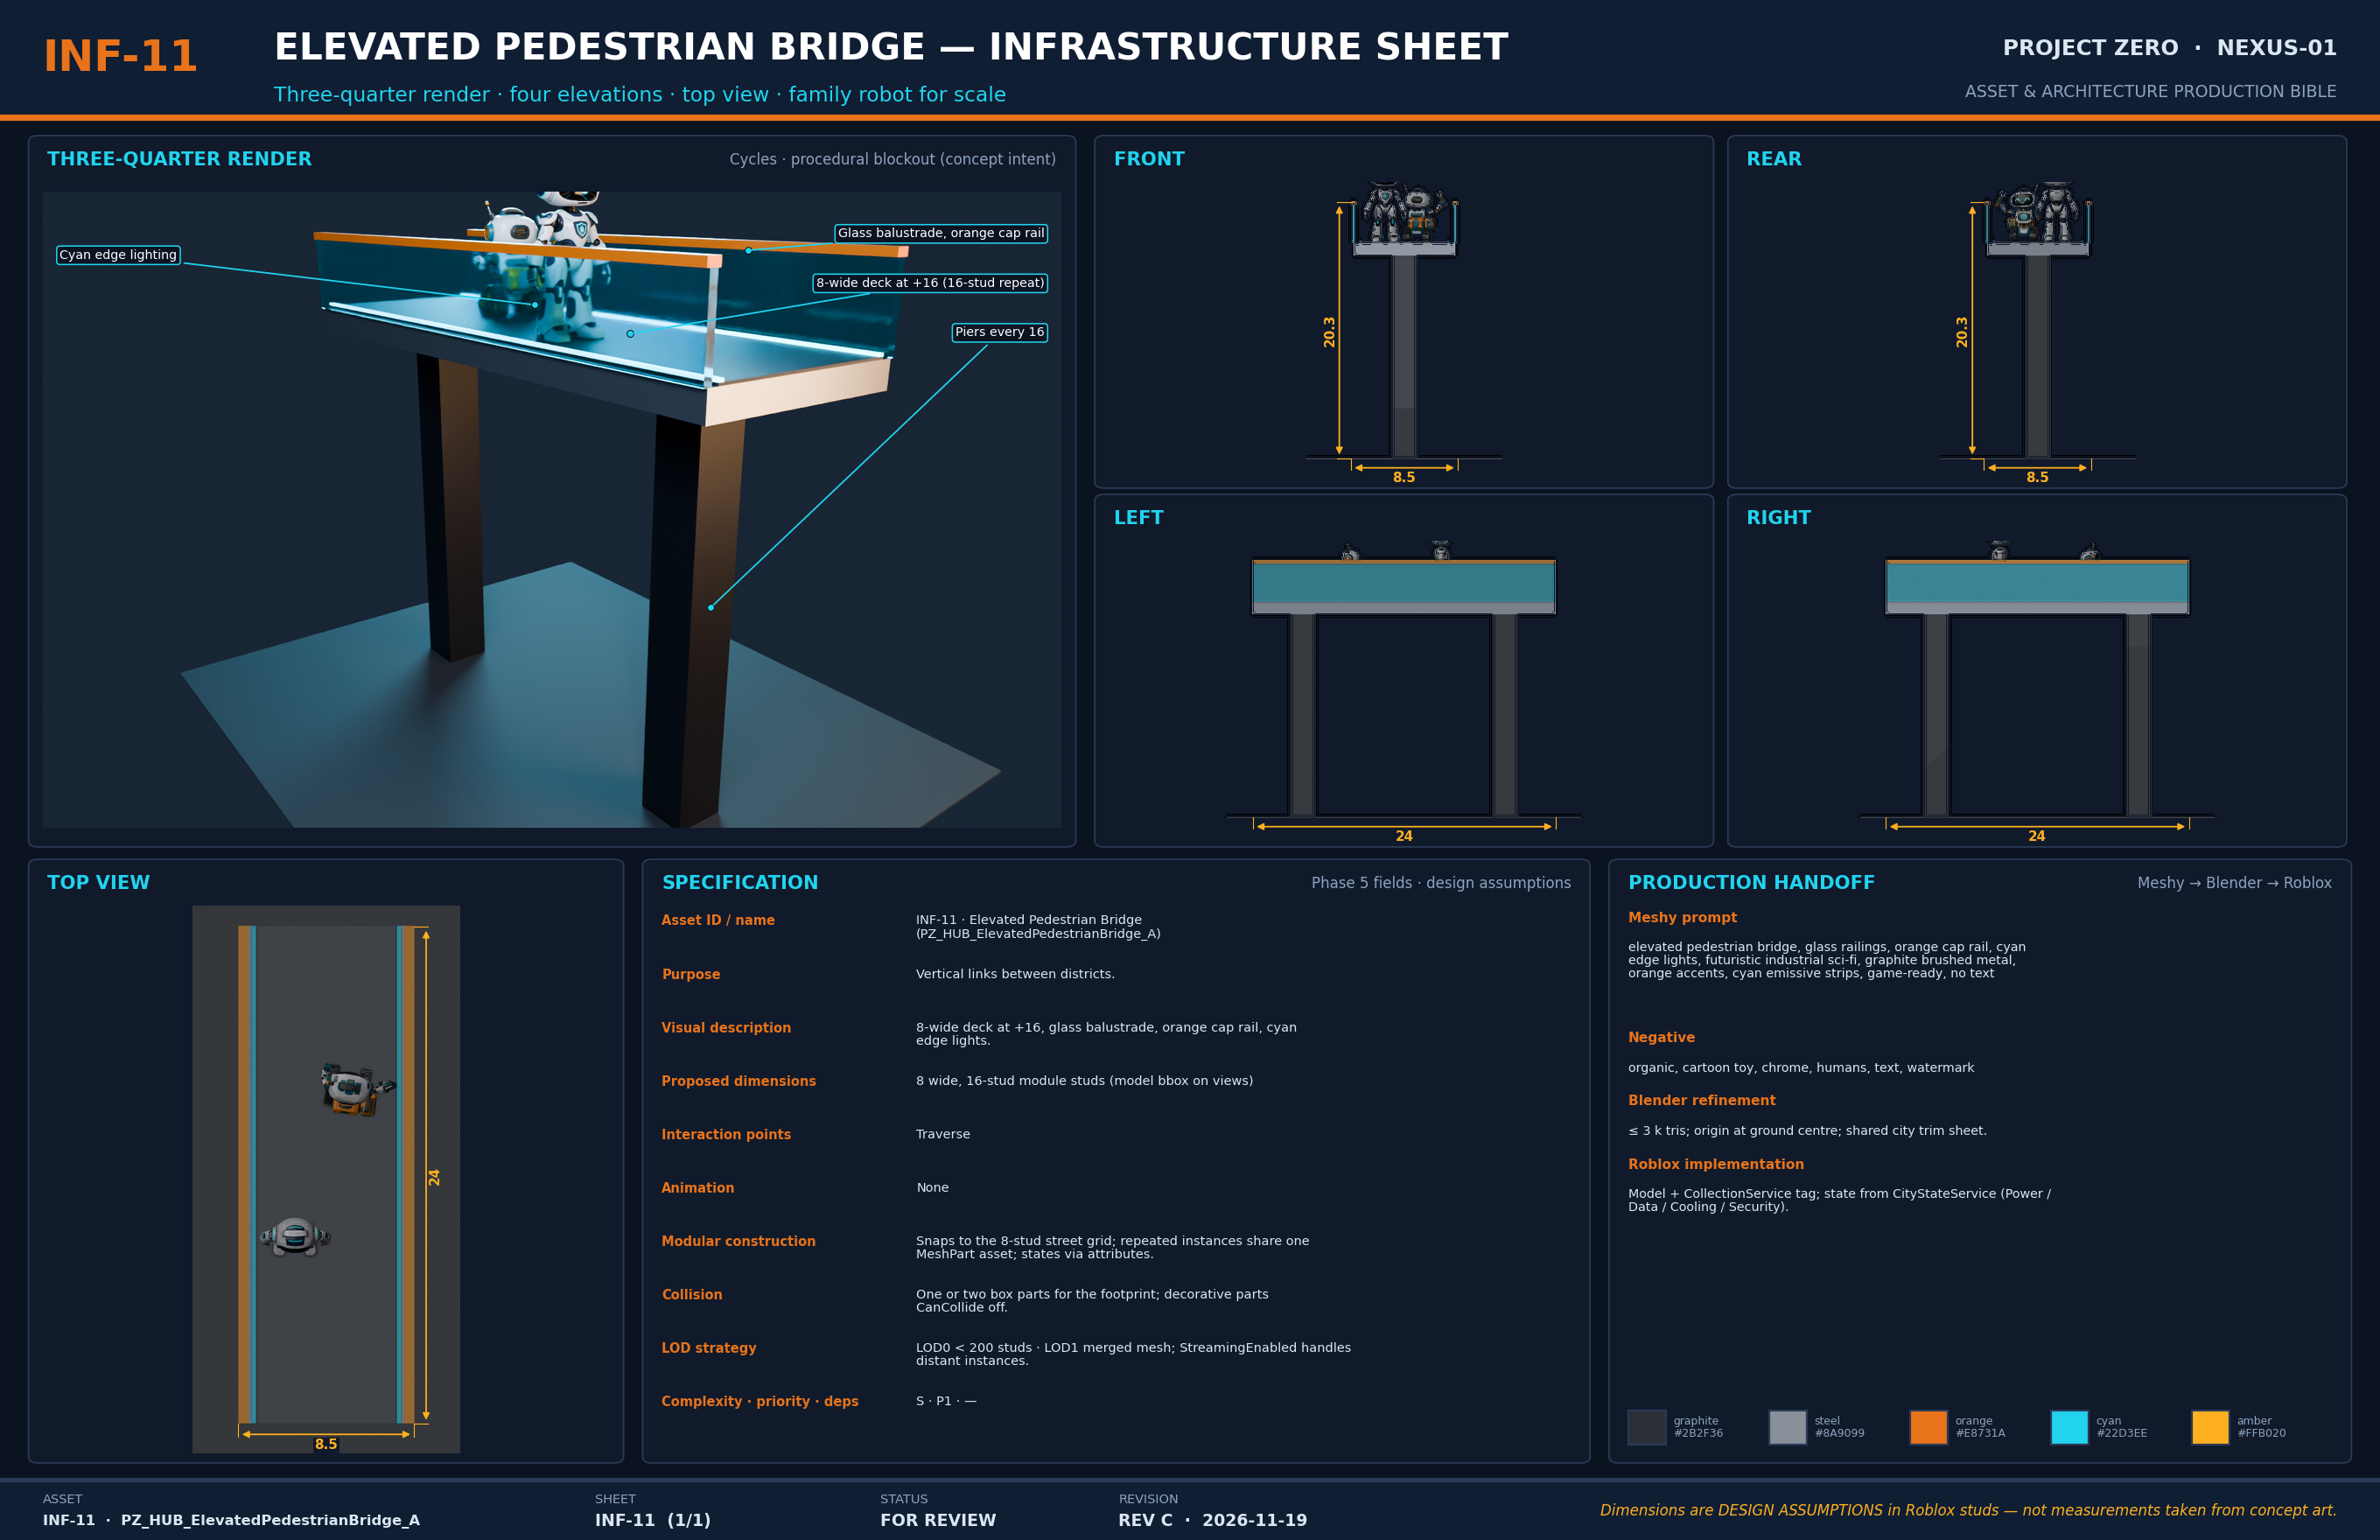 INF-11
ELEVATED PEDESTRIAN BRIDGE — INFRASTRUCTURE SHEET
Three-quarter render · four elevations · top view · family robot for scale
PROJECT ZERO · NEXUS-01
ASSET & ARCHITECTURE PRODUCTION BIBLE
THREE-QUARTER RENDER
Cycles · procedural blockout (concept intent)
Cyan edge lighting
Glass balustrade, orange cap rail
8-wide deck at +16 (16-stud repeat)
Piers every 16
FRONT
20.3
8.5
REAR
20.3
8.5
LEFT
24
RIGHT
24
TOP VIEW
24
8.5
SPECIFICATION
Phase 5 fields · design assumptions
Asset ID / name
INF-11 · Elevated Pedestrian Bridge
(PZ_HUB_ElevatedPedestrianBridge_A)
Purpose
Vertical links between districts.
Visual description
8-wide deck at +16, glass balustrade, orange cap rail, cyan
edge lights.
Proposed dimensions
8 wide, 16-stud module studs (model bbox on views)
Interaction points
Traverse
Animation
None
Modular construction
Snaps to the 8-stud street grid; repeated instances share one
MeshPart asset; states via attributes.
Collision
One or two box parts for the footprint; decorative parts
CanCollide off.
LOD strategy
LOD0 < 200 studs · LOD1 merged mesh; StreamingEnabled handles
distant instances.
Complexity · priority · deps
S · P1 · —
PRODUCTION HANDOFF
Meshy → Blender → Roblox
Meshy prompt
elevated pedestrian bridge, glass railings, orange cap rail, cyan
edge lights, futuristic industrial sci-fi, graphite brushed metal,
orange accents, cyan emissive strips, game-ready, no text
Negative
organic, cartoon toy, chrome, humans, text, watermark
Blender refinement
≤ 3 k tris; origin at ground centre; shared city trim sheet.
Roblox implementation
Model + CollectionService tag; state from CityStateService (Power /
Data / Cooling / Security).
graphite
#2B2F36
steel
#8A9099
orange
#E8731A
cyan
#22D3EE
amber
#FFB020
ASSET
INF-11 · PZ_HUB_ElevatedPedestrianBridge_A
SHEET
INF-11 (1/1)
STATUS
FOR REVIEW
REVISION
REV C · 2026-11-19
Dimensions are DESIGN ASSUMPTIONS in Roblox studs — not measurements taken from concept art.